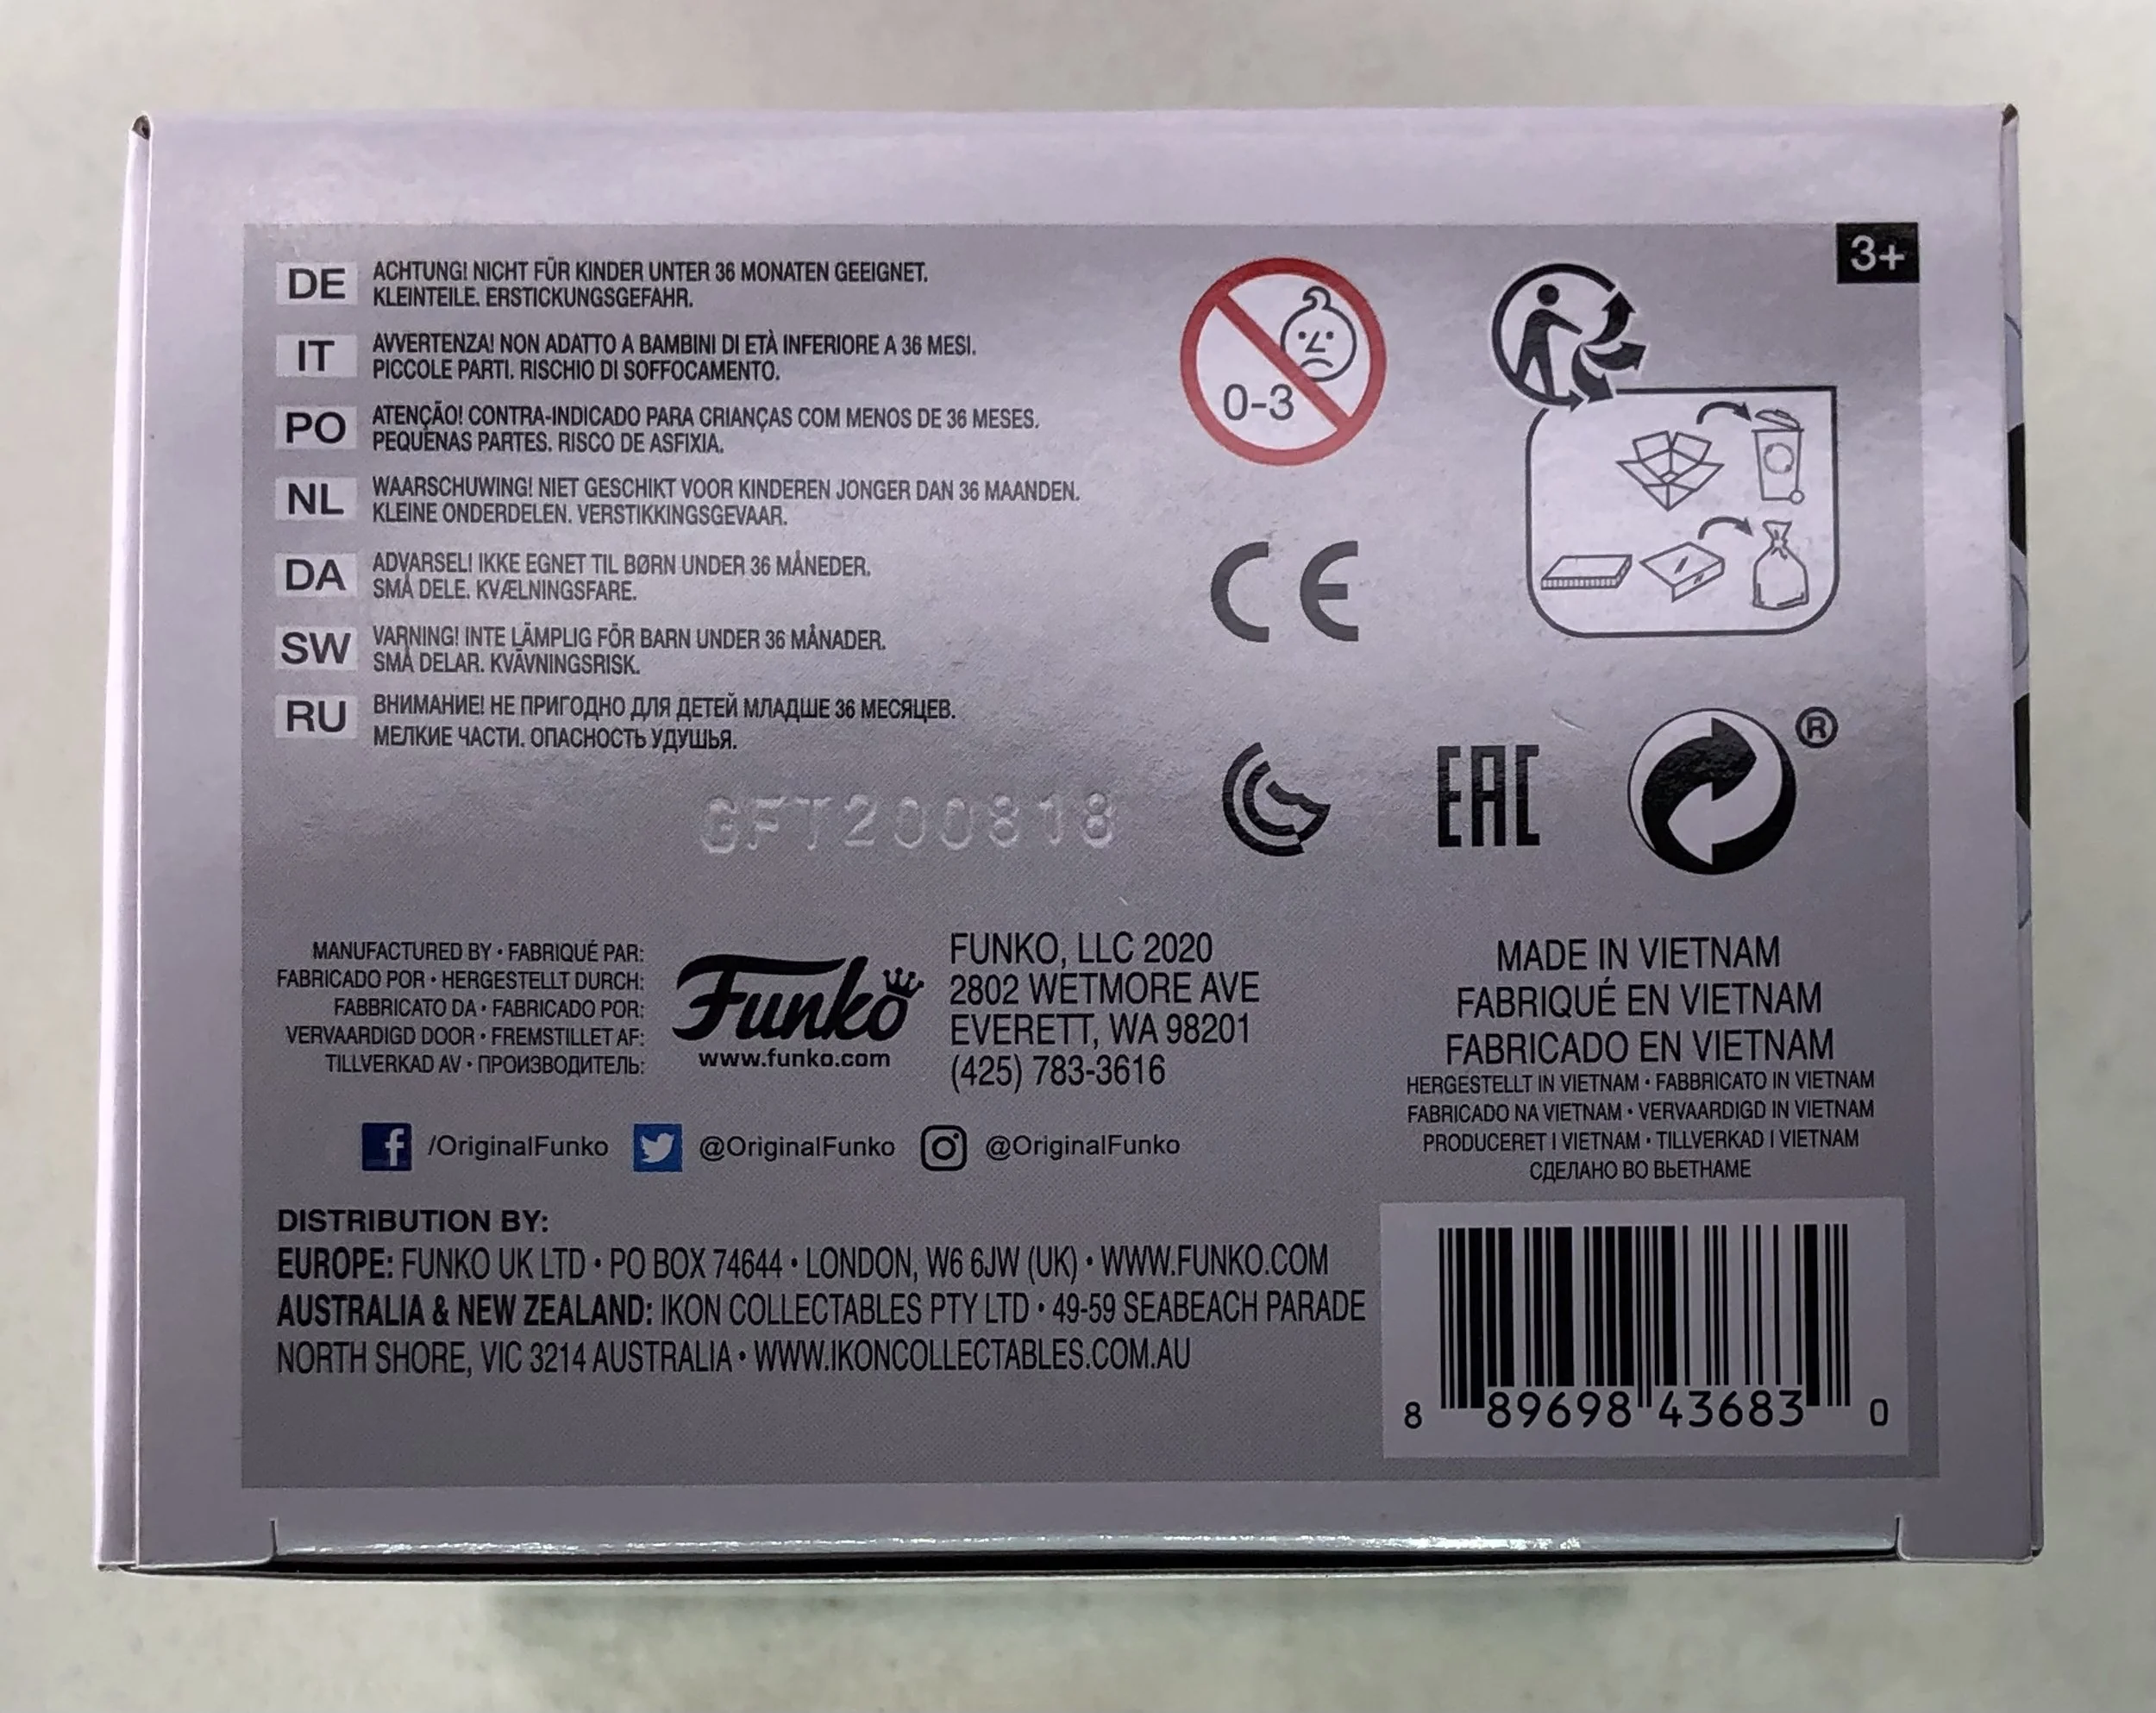 3+
DE
ACHTUNG! NICHT FÜR KINDER UNTER 36 MONATEN GEEIGNET.
KLEINTEILE. ERSTICKUNGSGEFAHR.
IT
AVVERTENZA! NON ADATTO A BAMBINI DI ETÀ INFERIORE A 36 MESI.
PICCOLE PARTI. RISCHIO DI SOFFOCAMENTO.
PO
ATENÇÃO! CONTRA-INDICADO PARA CRIANÇAS COM MENOS DE 36 MESES.
PEQUENAS PARTES. RISCO DE ASFIXIA.
NL
WAARSCHUWING! NIET GESCHIKT VOOR KINDEREN JONGER DAN 36 MAANDEN.
KLEINE ONDERDELEN. VERSTIKKINGSGEVAAR.
DA
ADVARSEL! IKKE EGNET TIL BØRN UNDER 36 MÅNEDER.
SMÅ DELE. KVÆLNINGSFARE.
SW
VARNING! INTE LÄMPLIG FÖR BARN UNDER 36 MÅNADER.
SMÅ DELAR. KVÄVNINGSRISK.
RU
ВНИМАНИЕ! НЕ ПРИГОДНО ДЛЯ ДЕТЕЙ МЛАДШЕ 36 МЕСЯЦЕВ.
МЕЛКИЕ ЧАСТИ. ОПАСНОСТЬ УДУШЬЯ.
0-3
CE
EAC
®
GFT200818
MANUFACTURED BY • FABRIQUÉ PAR:
FABRICADO POR • HERGESTELLT DURCH:
FABBRICATO DA • FABRICADO POR:
VERVAARDIGD DOOR • FREMSTILLET AF:
TILLVERKAD AV • ПРОИЗВОДИТЕЛЬ:
Funko
www.funko.com
FUNKO, LLC 2020
2802 WETMORE AVE
EVERETT, WA 98201
(425) 783-3616
MADE IN VIETNAM
FABRIQUÉ EN VIETNAM
FABRICADO EN VIETNAM
HERGESTELLT IN VIETNAM • FABBRICATO IN VIETNAM
FABRICADO NA VIETNAM • VERVAARDIGD IN VIETNAM
PRODUCERET I VIETNAM • TILLVERKAD I VIETNAM
СДЕЛАНО ВО ВЬЕТНАМЕ
f /OriginalFunko @OriginalFunko @OriginalFunko
DISTRIBUTION BY:
EUROPE: FUNKO UK LTD • PO BOX 74644 • LONDON, W6 6JW (UK) • WWW.FUNKO.COM
AUSTRALIA & NEW ZEALAND: IKON COLLECTABLES PTY LTD • 49-59 SEABEACH PARADE
NORTH SHORE, VIC 3214 AUSTRALIA • WWW.IKONCOLLECTABLES.COM.AU
8 89698 43683 0